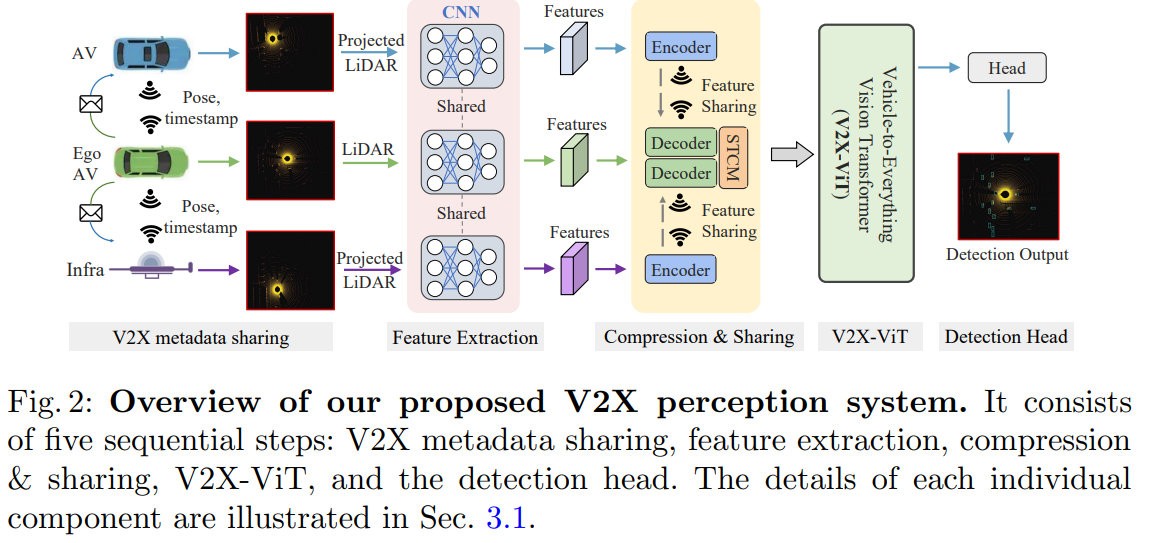 CNN
Features
AV
Projected
LiDAR
Encoder
Pose,
timestamp
Shared
Feature
Sharing
Features
Ego
AV
LiDAR
Decoder
Decoder
STCM
Vehicle-to-Everything
Vision Transformer
(V2X-ViT)
Head
Pose,
timestamp
Shared
Feature
Sharing
Features
Infra
Projected
LiDAR
Encoder
Detection Output
V2X metadata sharing
Feature Extraction
Compression & Sharing
V2X-ViT
Detection Head
Fig. 2: Overview of our proposed V2X perception system. It consists
of five sequential steps: V2X metadata sharing, feature extraction, compression
& sharing, V2X-ViT, and the detection head. The details of each individual
component are illustrated in Sec. 3.1.